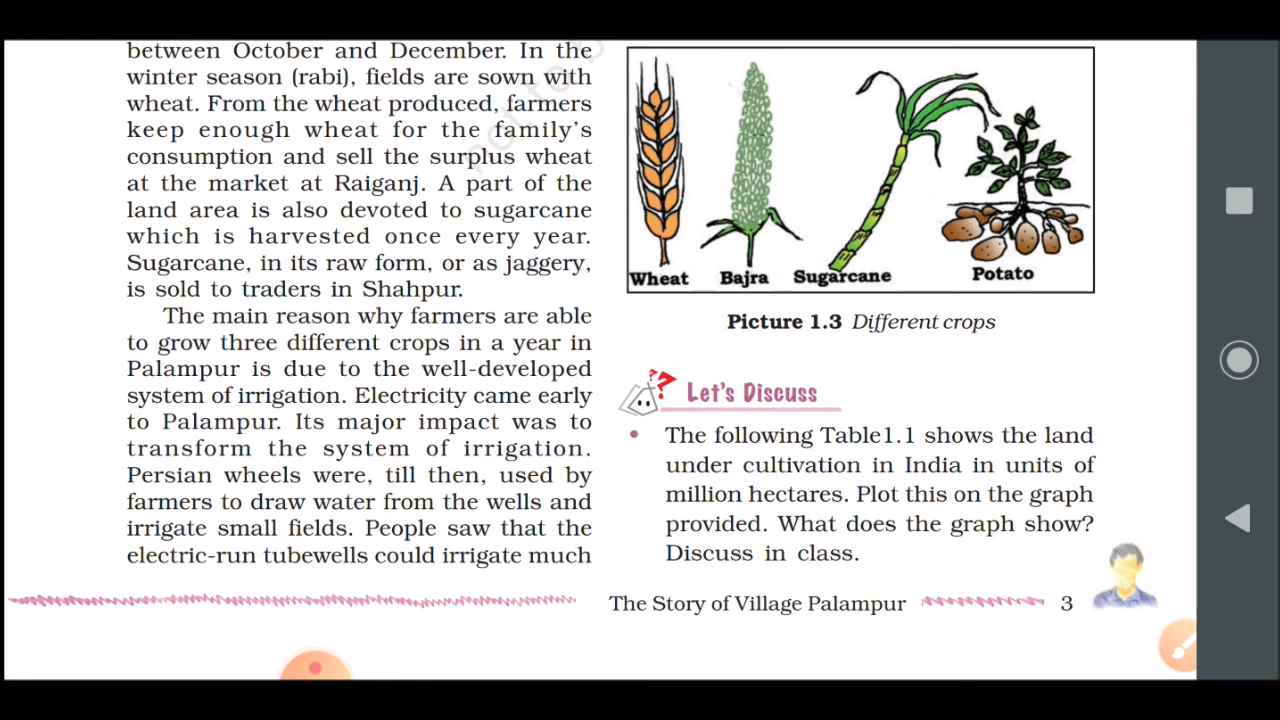 between October and December. In the
winter season (rabi), fields are sown with
wheat. From the wheat produced, farmers
keep enough wheat for the family's
consumption and sell the surplus wheat
at the market at Raiganj. A part of the
land area is also devoted to sugarcane
which is harvested once every year.
Sugarcane, in its raw form, or as jaggery,
is sold to traders in Shahpur.
The main reason why farmers are able
to grow three different crops in a year in
Palampur is due to the well-developed
system of irrigation. Electricity came early
to Palampur. Its major impact was to
transform the system of irrigation.
Persian wheels were, till then, used by
farmers to draw water from the wells and
irrigate small fields. People saw that the
electric-run tubewells could irrigate much
not to b
Wheat Bajra Sugarcane Potato
Picture 1.3 Different crops
??
Let's Discuss
• The following Table1.1 shows the land
under cultivation in India in units of
million hectares. Plot this on the graph
provided. What does the graph show?
Discuss in class.
The Story of Village Palampur 3